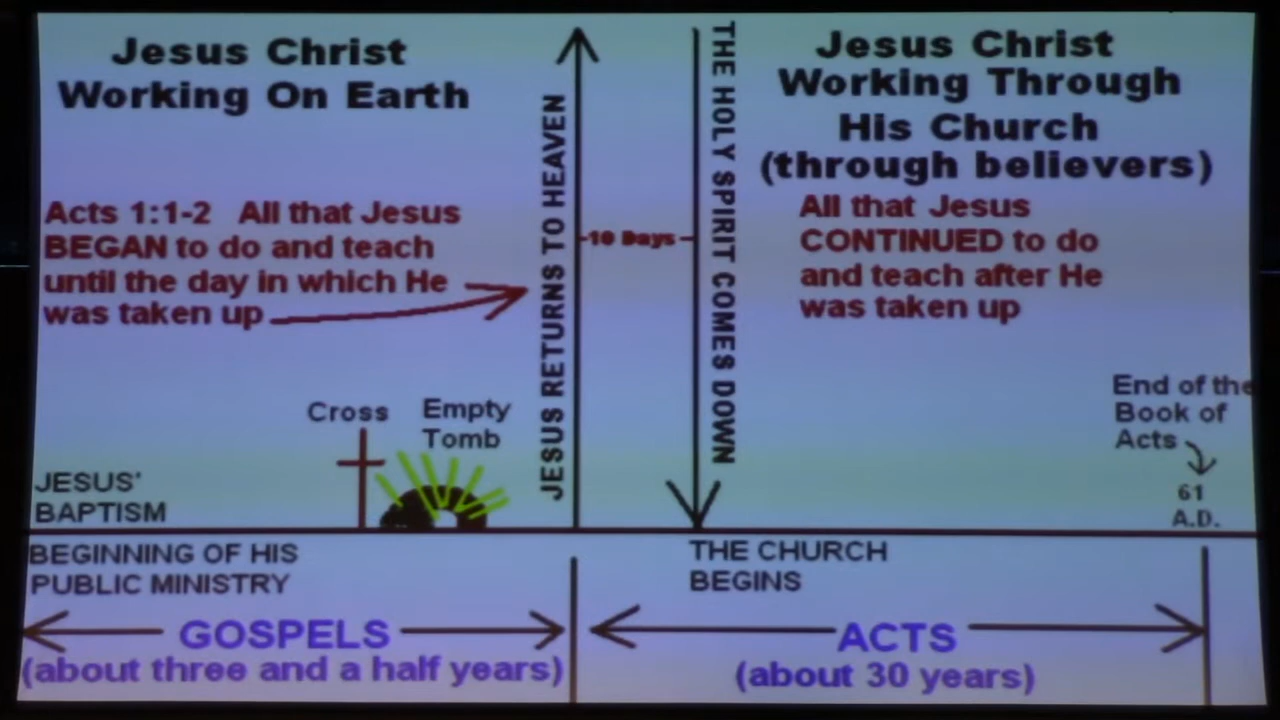 Jesus Christ
Working On Earth
Acts 1:1-2 All that Jesus
BEGAN to do and teach
until the day in which He
was taken up
JESUS RETURNS TO HEAVEN
10 Days
THE HOLY SPIRIT COMES DOWN
Jesus Christ
Working Through
His Church
(through believers)
All that Jesus
CONTINUED to do
and teach after He
was taken up
Cross
Empty
Tomb
JESUS'
BAPTISM
End of the
Book of
Acts
61
A.D.
BEGINNING OF HIS
PUBLIC MINISTRY
THE CHURCH
BEGINS
GOSPELS
(about three and a half years)
ACTS
(about 30 years)